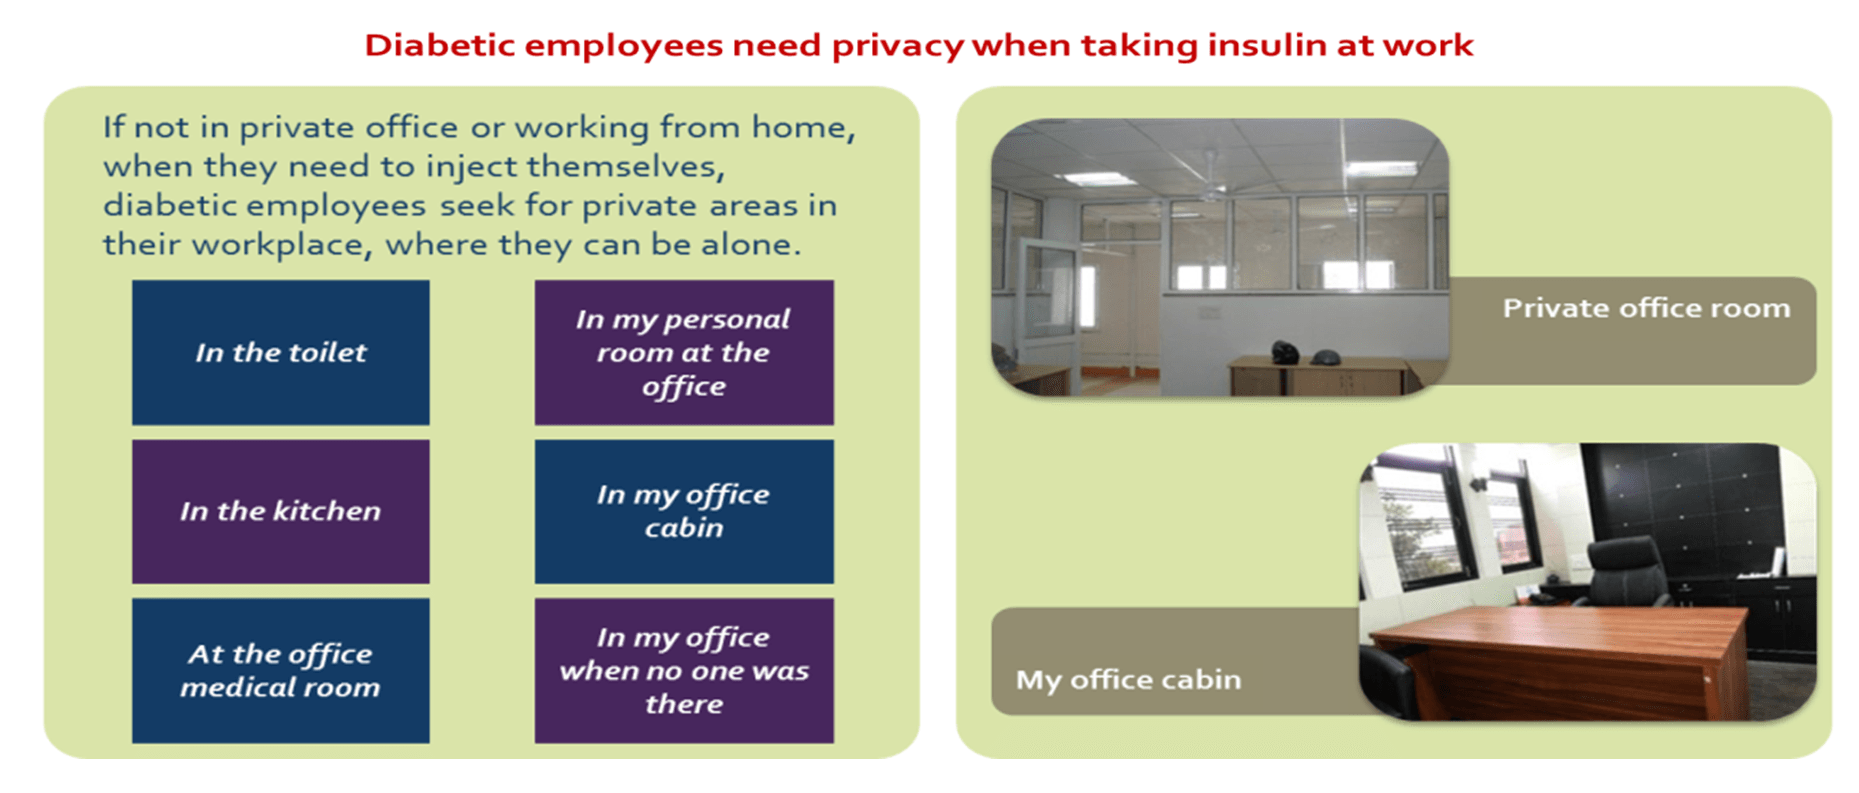 Diabetic employees need privacy when taking insulin at work
If not in private office or working from home,
when they need to inject themselves,
diabetic employees seek for private areas in
their workplace, where they can be alone.
In the toilet
In my personal
room at the
office
In the kitchen
In my office
cabin
At the office
medical room
In my office
when no one was
there
Private office room
My office cabin